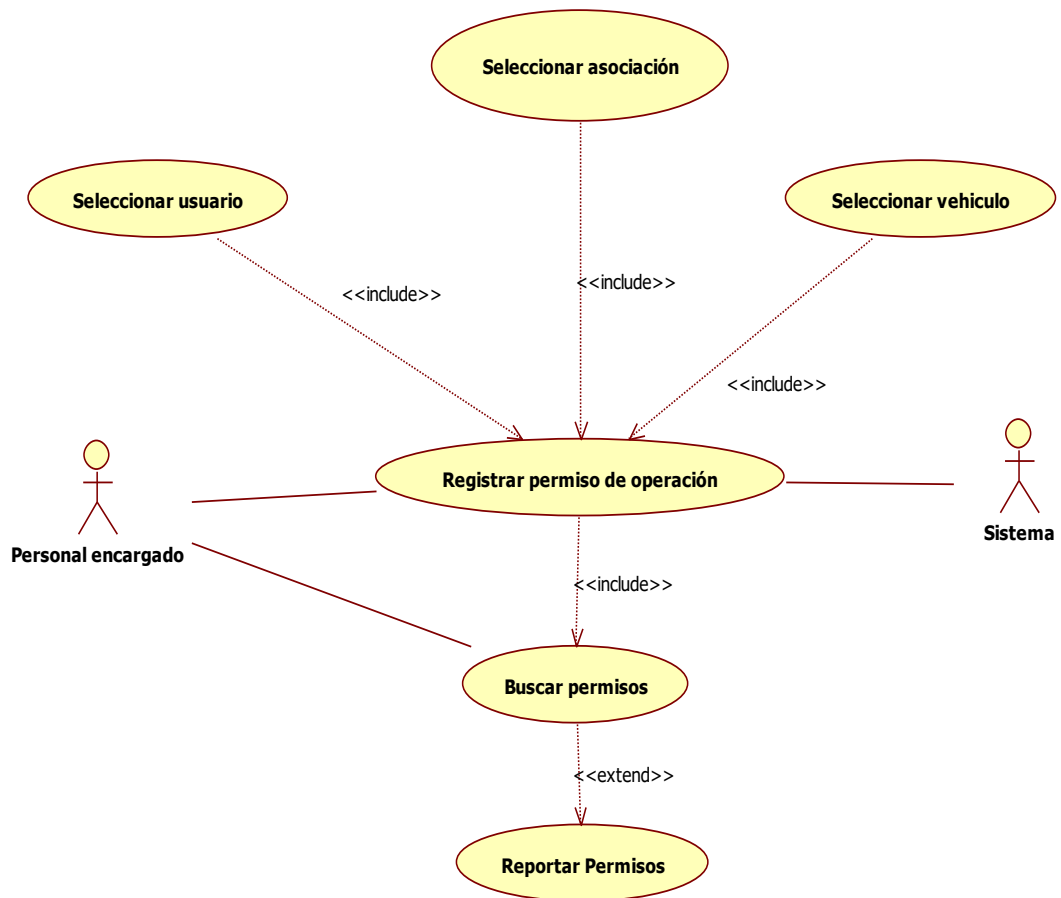 Seleccionar asociación
Seleccionar usuario
Seleccionar vehiculo
<<include>>
<<include>>
<<include>>
Registrar permiso de operación
Personal encargado
Sistema
<<include>>
Buscar permisos
<<extend>>
Reportar Permisos